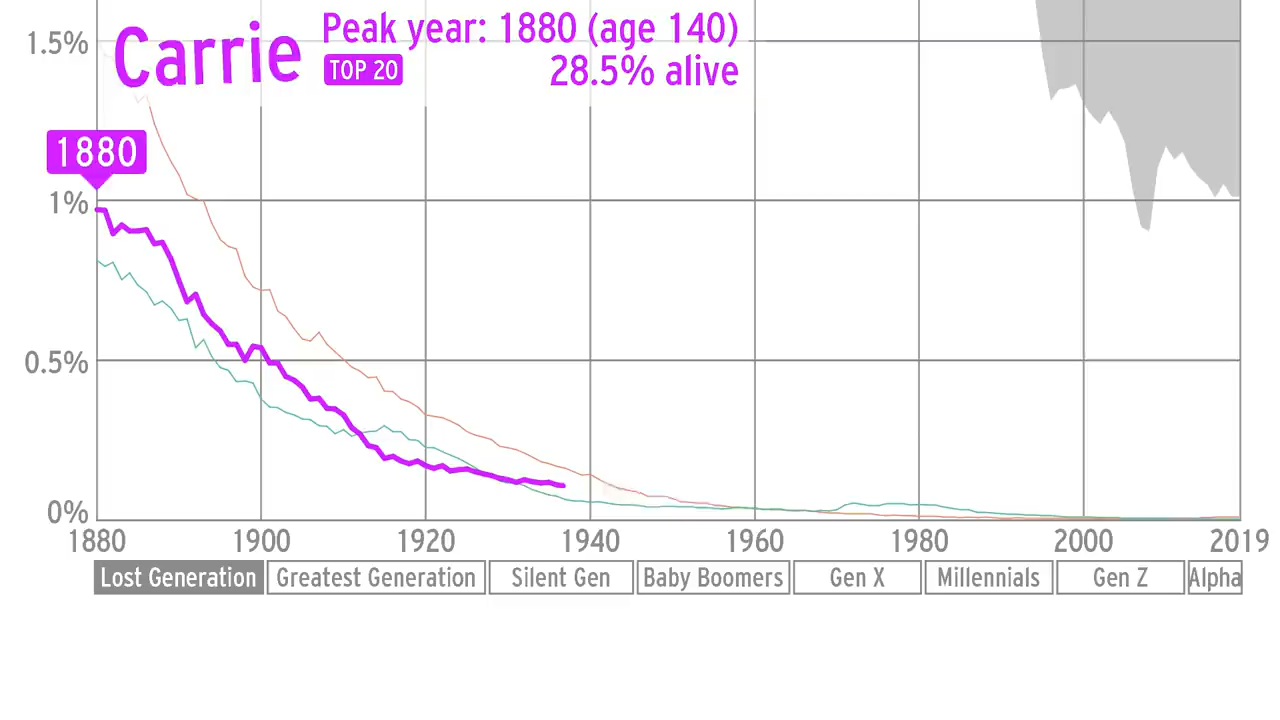 1.5%
Carrie
Peak year: 1880 (age 140)
TOP 20
28.5% alive
1880
1%
0.5%
0%
1880 1900 1920 1940 1960 1980 2000 2019
Lost Generation Greatest Generation Silent Gen Baby Boomers Gen X Millennials Gen Z Alpha